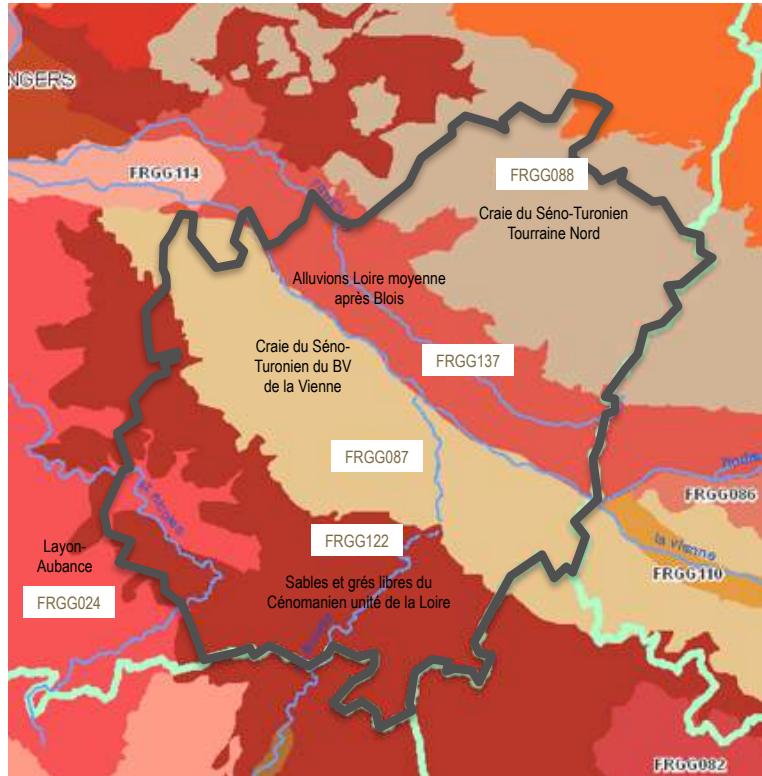 NGERS
FRGG114
FRGG088
Craie du Séno-Turonien
Tourraine Nord
Alluvions Loire moyenne
après Blois
Craie du Séno-
Turonien du BV
de la Vienne
FRGG137
FRGG087
FRGG086
FRGG122
Layon-
Aubance
la Vienne
FRGG110
Sables et grés libres du
Cénomanien unité de la Loire
FRGG024
FRGG082